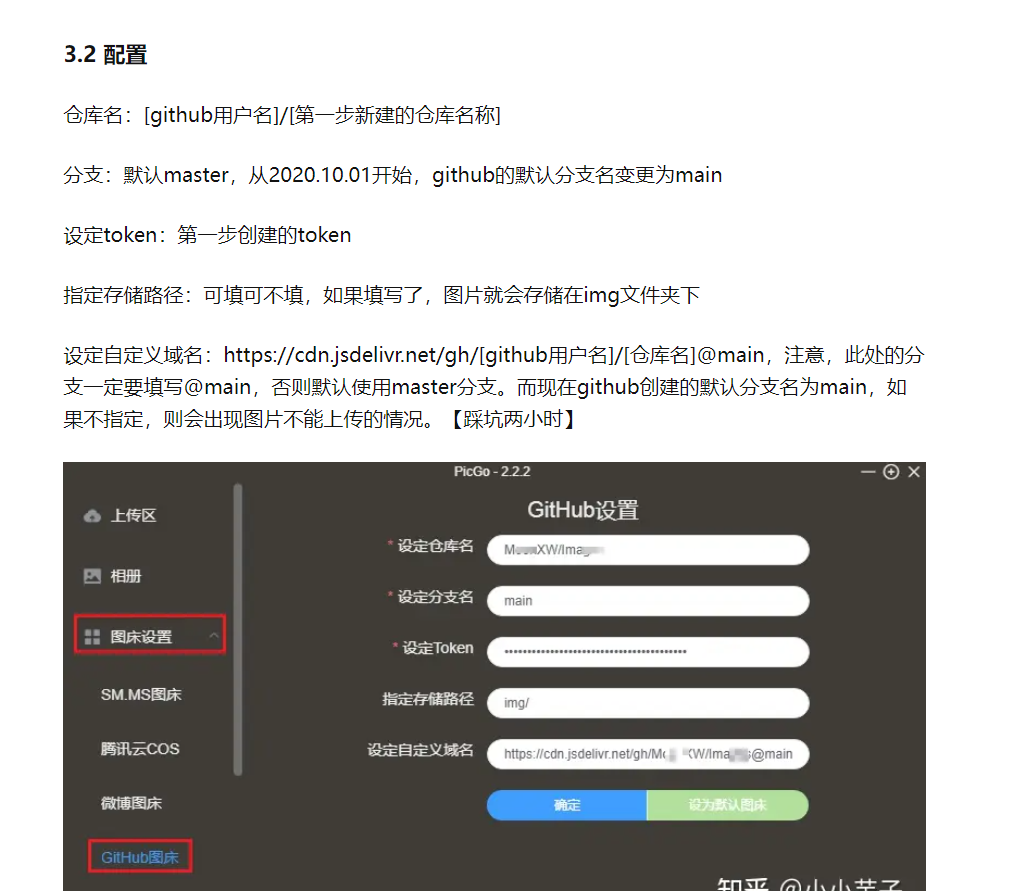 3.2 配置
仓库名：[github用户名]/[第一步新建的仓库名称]
分支：默认master，从2020.10.01开始，github的默认分支名变更为main
设定token：第一步创建的token
指定存储路径：可填可不填，如果填写了，图片就会存储在img文件夹下
设定自定义域名：https://cdn.jsdelivr.net/gh/[github用户名]/[仓库名]@main，注意，此处的分
支一定要填写@main，否则默认使用master分支。而现在github创建的默认分支名为main，如
果不指定，则会出现图片不能上传的情况。【踩坑两小时】
PicGo - 2.2.2
上传区
相册
图床设置
SM.MS图床
腾讯云COS
微博图床
GitHub图床
GitHub设置
* 设定仓库名
* 设定分支名 main
* 设定Token ••••••••••••••••••••••••••••••••••••••••
指定存储路径 img/
设定自定义域名 https://cdn.jsdelivr.net/gh/ @main
确定 设为默认图床
知乎 @小小芋子